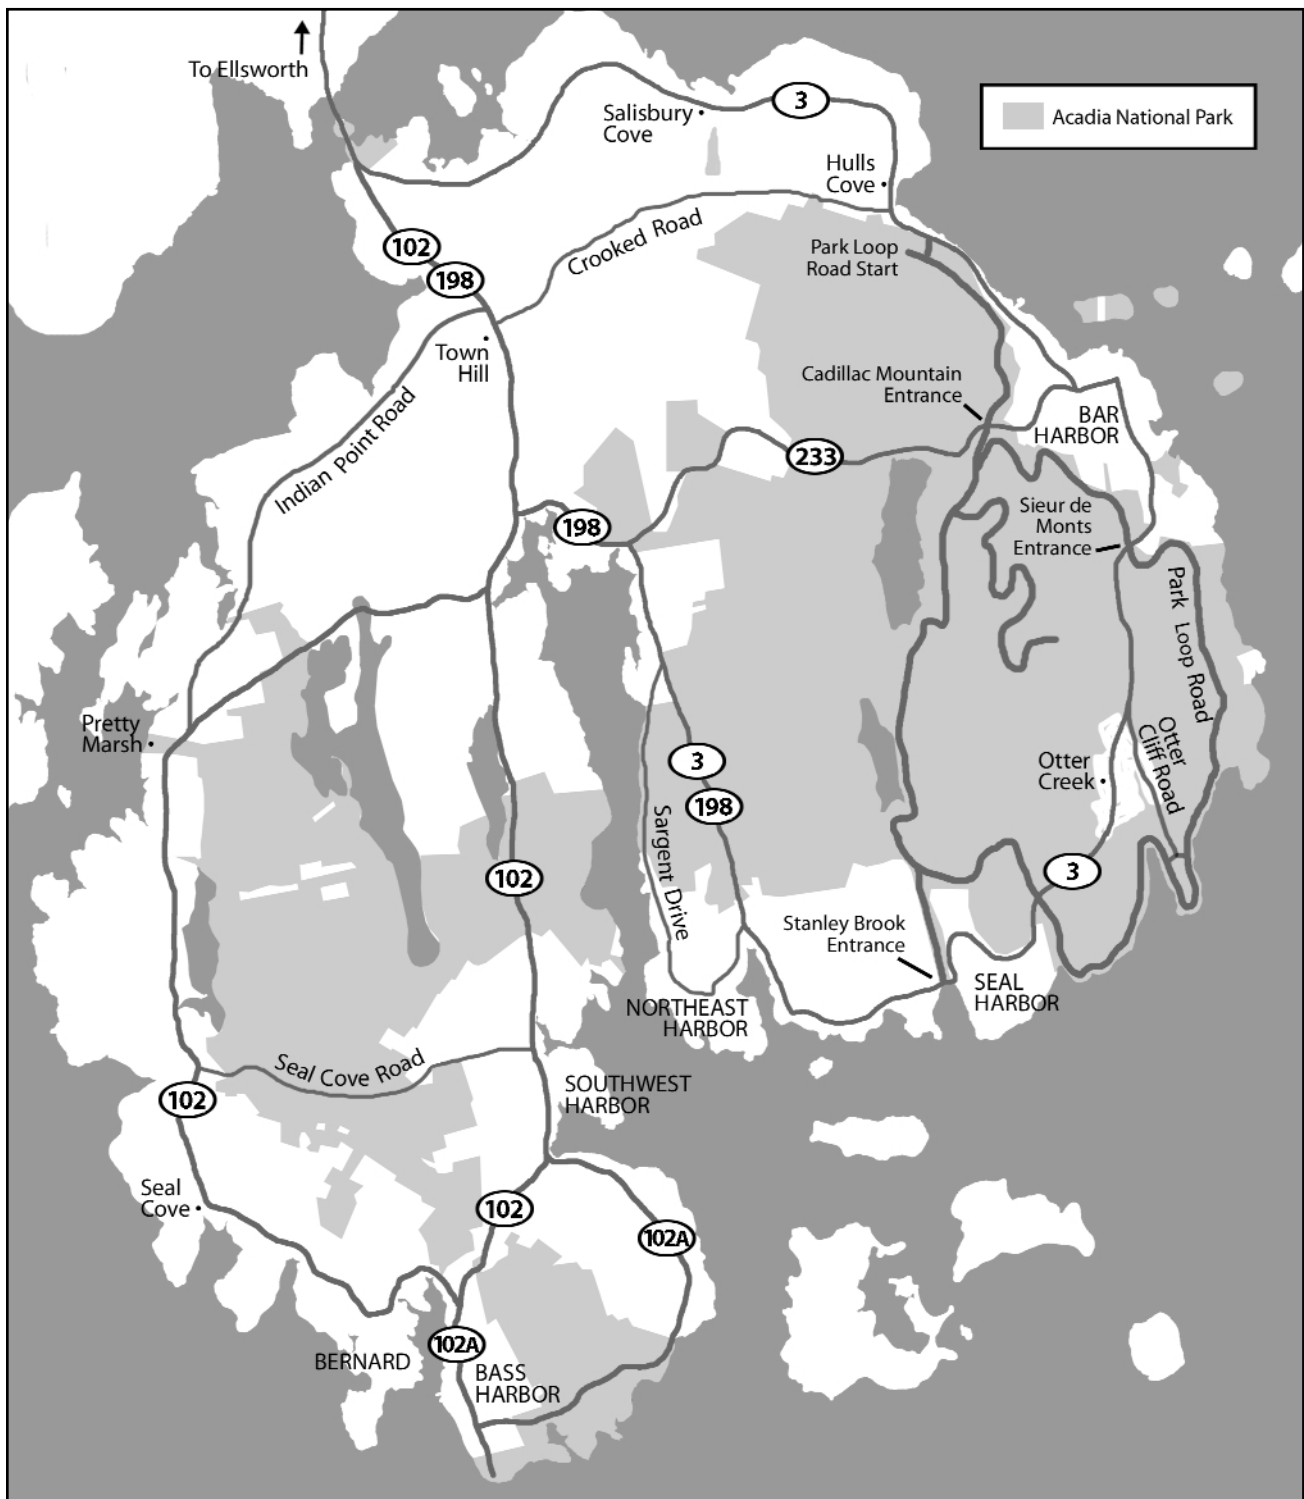 To Ellsworth
3
Salisbury
Cove
Acadia National Park
Hulls
Cove
102
198
Crooked Road
Park Loop
Road Start
Town
Hill
Cadillac Mountain
Entrance
Indian Point Road
BAR
HARBOR
233
198
Sieur de
Monts
Entrance
Park Loop Road
Pretty
Marsh
Otter
Cliff Road
3
198
Otter
Creek
Sargent Drive
102
3
Stanley Brook
Entrance
SEAL
HARBOR
NORTHEAST
HARBOR
Seal Cove Road
SOUTHWEST
HARBOR
102
Seal
Cove
102
102A
102A
BERNARD
BASS
HARBOR